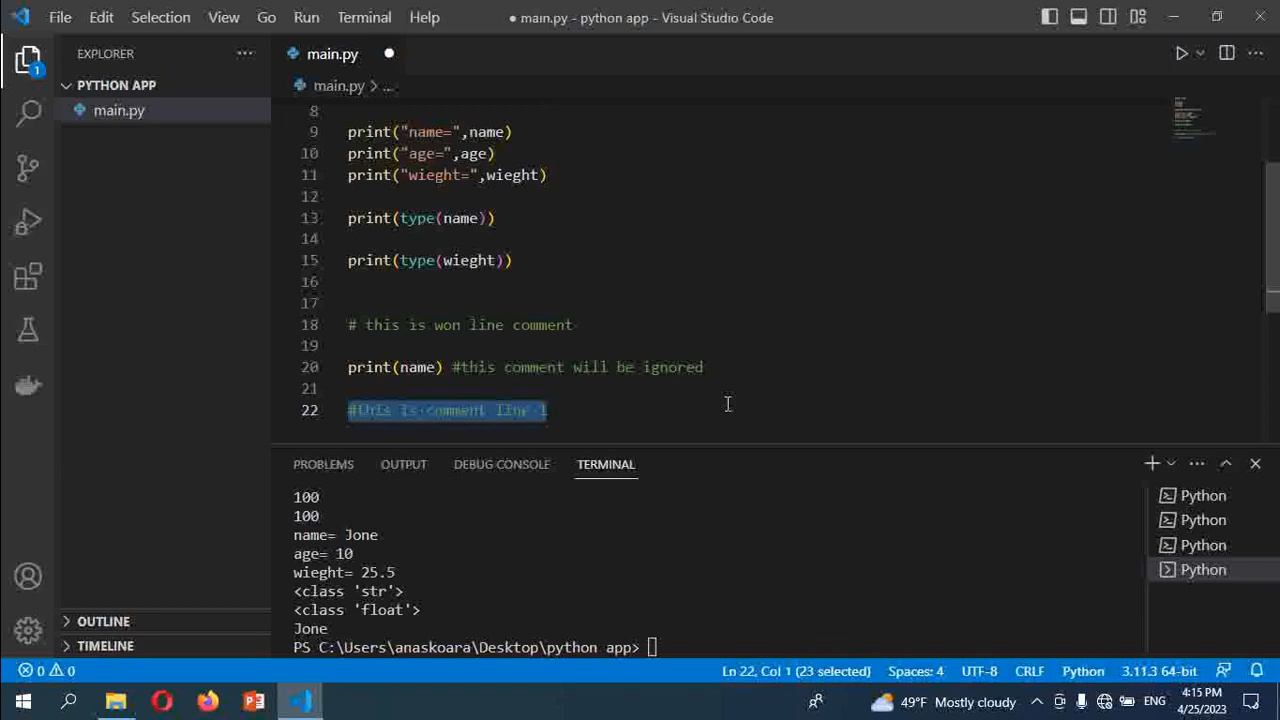 File Edit Selection View Go Run Terminal Help
● main.py - python app - Visual Studio Code
EXPLORER
1
PYTHON APP
main.py
OUTLINE
TIMELINE
main.py
main.py > ...
8
9 print("name=",name)
10 print("age=",age)
11 print("wieght=",wieght)
12
13 print(type(name))
14
15 print(type(wieght))
16
17
18 # this is won line comment
19
20 print(name) #this comment will be ignored
21
22 #this is comment line 1
PROBLEMS OUTPUT DEBUG CONSOLE TERMINAL
100
100
name= Jone
age= 10
wieght= 25.5
<class 'str'>
<class 'float'>
Jone
PS C:\Users\anaskoara\Desktop\python app>
Python
Python
Python
Python
0 0 Ln 22, Col 1 (23 selected) Spaces: 4 UTF-8 CRLF Python 3.11.3 64-bit
49°F Mostly cloudy ENG
4:15 PM
4/25/2023